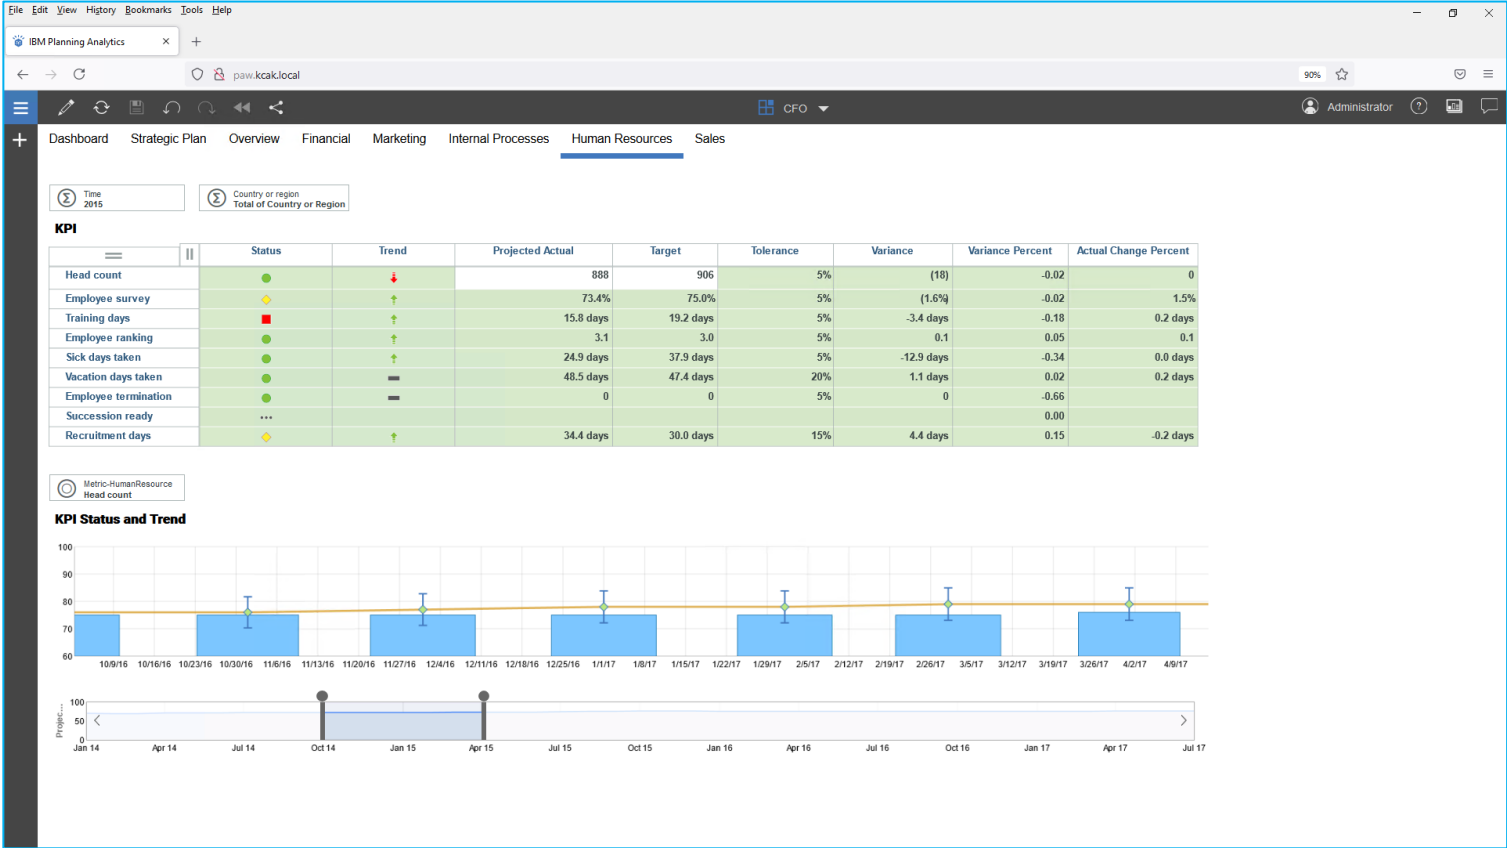 File Edit View History Bookmarks Tools Help
IBM Planning Analytics
paw.kcak.local 90%
CFO Administrator
Dashboard Strategic Plan Overview Financial Marketing Internal Processes Human Resources Sales
Time
2015
Country or region
Total of Country or Region
KPI
Status Trend Projected Actual Target Tolerance Variance Variance Percent Actual Change Percent
Head count 888 906 5% (18) -0.02 0
Employee survey 73.4% 75.0% 5% (1.6%) -0.02 1.5%
Training days 15.8 days 19.2 days 5% -3.4 days -0.18 0.2 days
Employee ranking 3.1 3.0 5% 0.1 0.05 0.1
Sick days taken 24.9 days 37.9 days 5% -12.9 days -0.34 0.0 days
Vacation days taken 48.5 days 47.4 days 20% 1.1 days 0.02 0.2 days
Employee termination 0 0 5% 0 -0.66
Succession ready 0.00
Recruitment days 34.4 days 30.0 days 15% 4.4 days 0.15 -0.2 days
Metric-HumanResource
Head count
KPI Status and Trend
100
90
80
70
60
10/9/16 10/16/16 10/23/16 10/30/16 11/6/16 11/13/16 11/20/16 11/27/16 12/4/16 12/11/16 12/18/16 12/25/16 1/1/17 1/8/17 1/15/17 1/22/17 1/29/17 2/5/17 2/12/17 2/19/17 2/26/17 3/5/17 3/12/17 3/19/17 3/26/17 4/2/17 4/9/17
Projec...
100
50
0
Jan 14 Apr 14 Jul 14 Oct 14 Jan 15 Apr 15 Jul 15 Oct 15 Jan 16 Apr 16 Jul 16 Oct 16 Jan 17 Apr 17 Jul 17